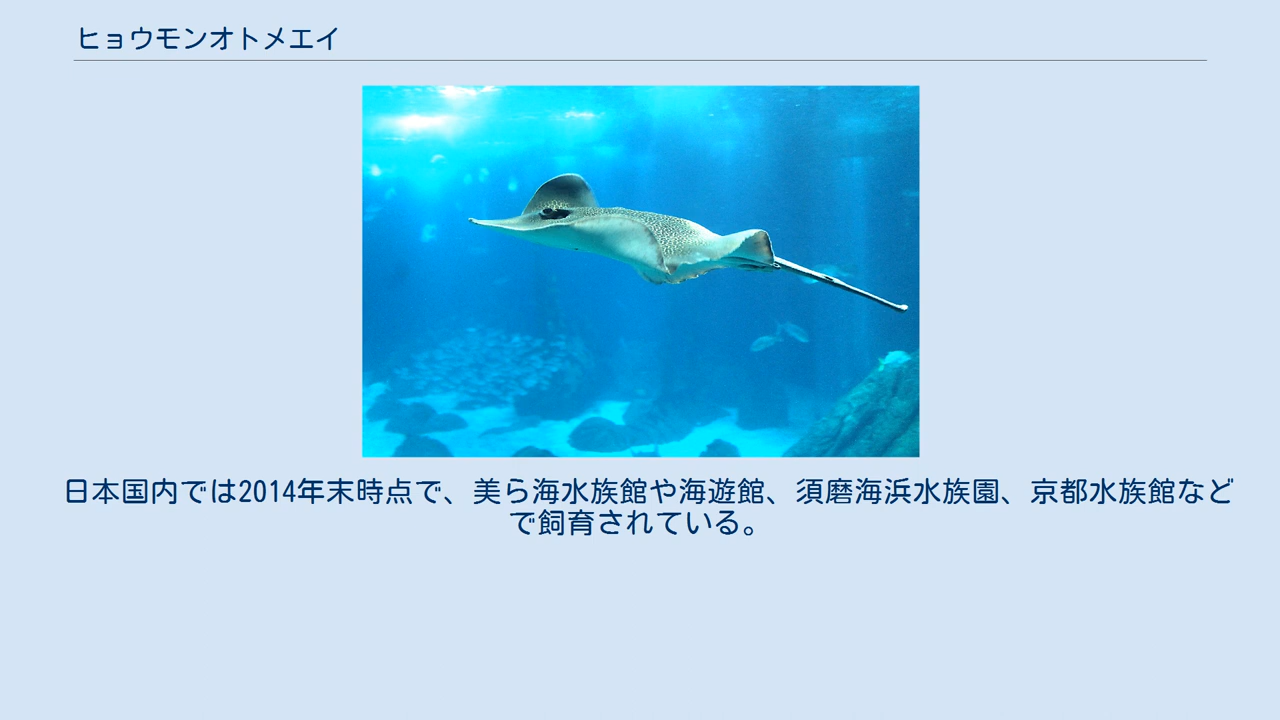 ヒョウモンオトメエイ
日本国内では2014年末時点で、美ら海水族館や海遊館、須磨海浜水族園、京都水族館など
で飼育されている。